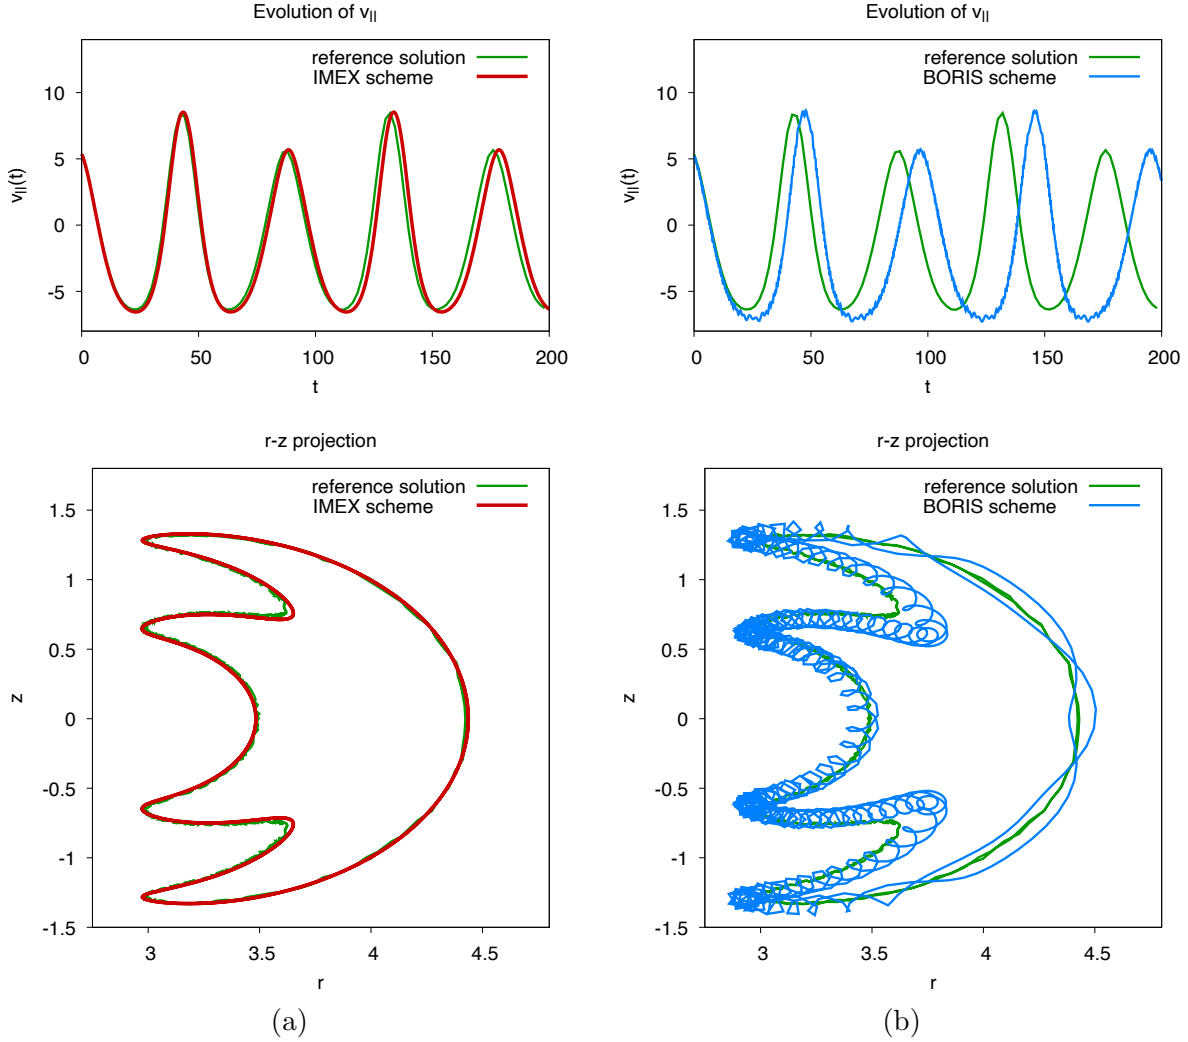 Evolution of v||
reference solution
IMEX scheme
10
5
0
-5
v||(t)
0 50 100 150 200
t
Evolution of v||
reference solution
BORIS scheme
10
5
0
-5
v||(t)
0 50 100 150 200
t
r-z projection
reference solution
IMEX scheme
1.5
1
0.5
0
-0.5
-1
-1.5
z
3 3.5 4 4.5
r
(a)
r-z projection
reference solution
BORIS scheme
1.5
1
0.5
0
-0.5
-1
-1.5
z
3 3.5 4 4.5
r
(b)